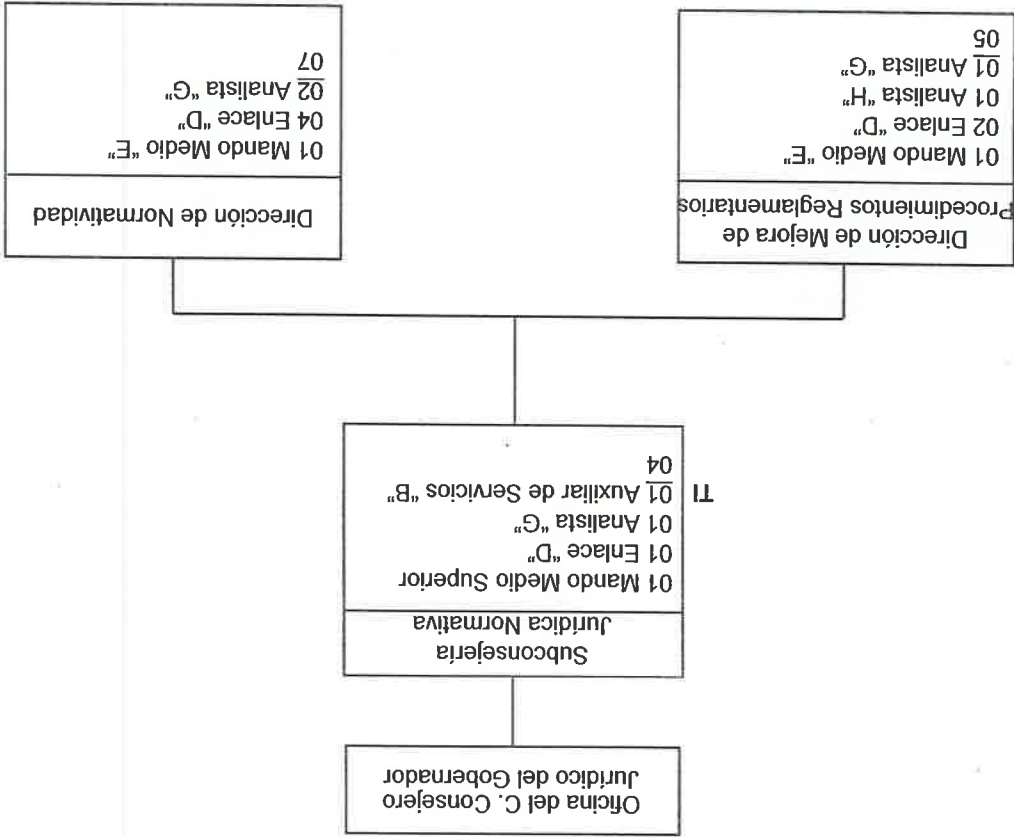 Oficina del C. Consejero
Jurídico del Gobernador
Subconsejería
Jurídica Normativa
01 Mando Medio Superior
01 Enlace "D"
01 Analista "G"
TI
01 Auxiliar de Servicios "B"
04
Dirección de Normatividad
01 Mando Medio "E"
04 Enlace "D"
02 Analista "G"
07
Dirección de Mejora de
Procedimientos Reglamentarios
01 Mando Medio "E"
02 Enlace "D"
01 Analista "H"
01 Analista "G"
05